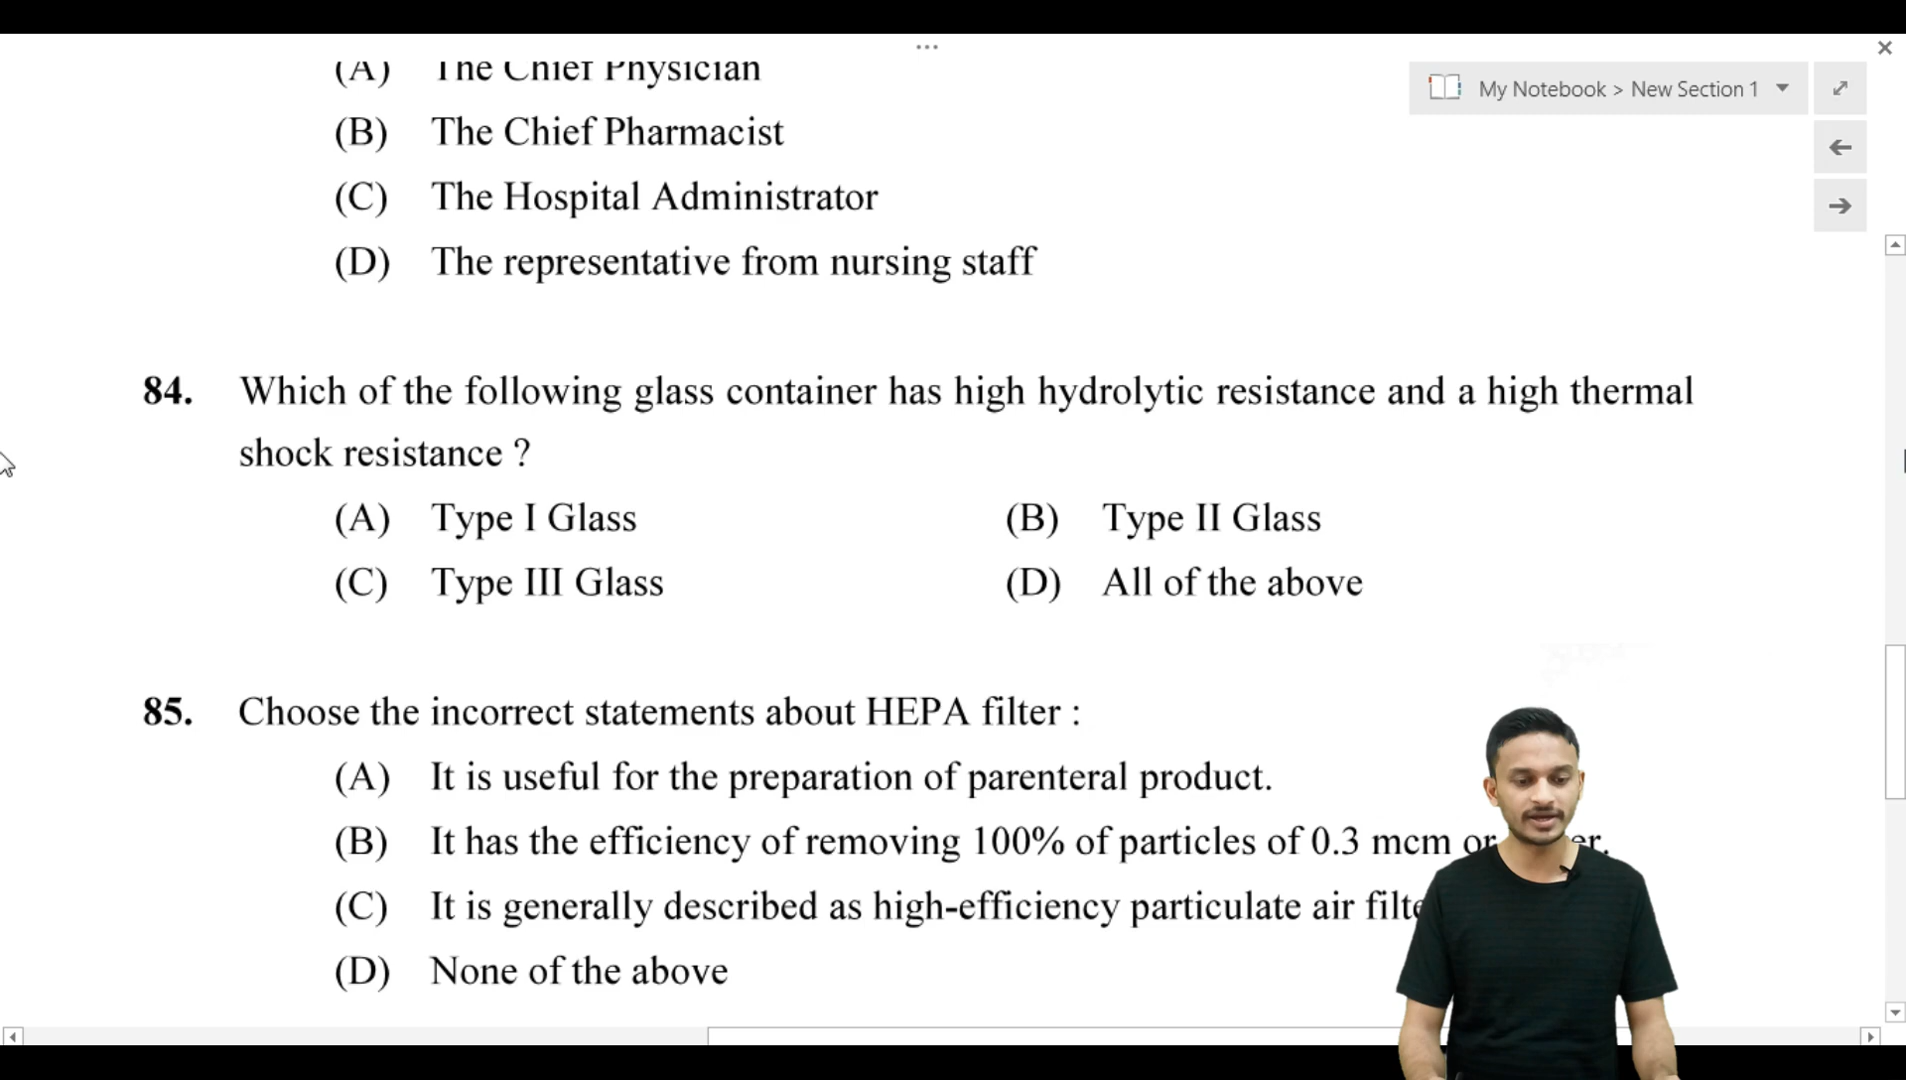 (A) The Chief Physician
My Notebook > New Section 1
(B) The Chief Pharmacist
(C) The Hospital Administrator
(D) The representative from nursing staff
84. Which of the following glass container has high hydrolytic resistance and a high thermal
shock resistance ?
(A) Type I Glass (B) Type II Glass
(C) Type III Glass (D) All of the above
85. Choose the incorrect statements about HEPA filter :
(A) It is useful for the preparation of parenteral product.
(B) It has the efficiency of removing 100% of particles of 0.3 mcm or
(C) It is generally described as high-efficiency particulate air
(D) None of the above